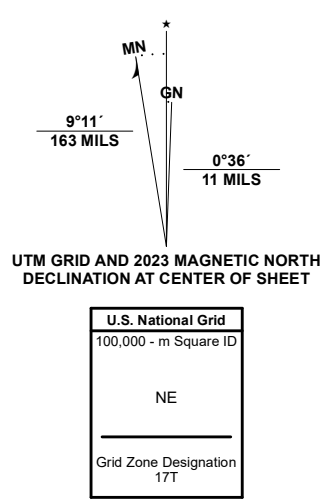 MN
GN
9°11´
163 MILS
0°36´
11 MILS
UTM GRID AND 2023 MAGNETIC NORTH
DECLINATION AT CENTER OF SHEET
U.S. National Grid
100,000 - m Square ID
NE
Grid Zone Designation
17T